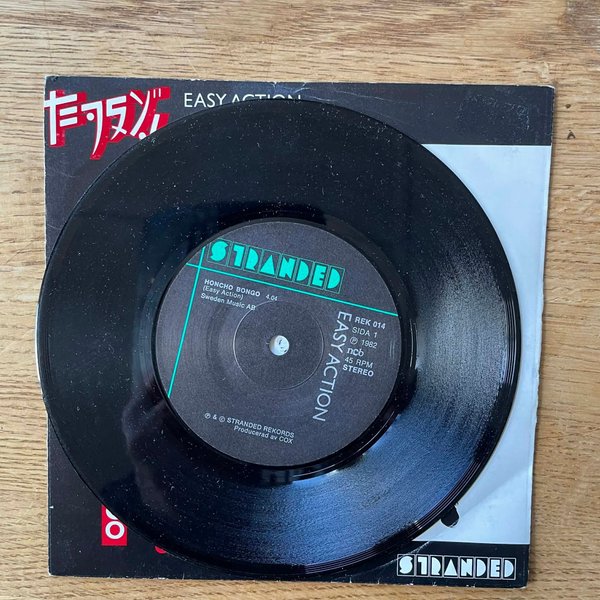 EASY ACTION
STRANDED
HONCHO BONGO 4.04
(Easy Action)
Sweden Music AB
REK 014
SIDA 1
℗ 1982
ncb
45 RPM
STEREO
EASY ACTION
℗ & © STRANDED REKORDS
Producerad av COX
STRANDED